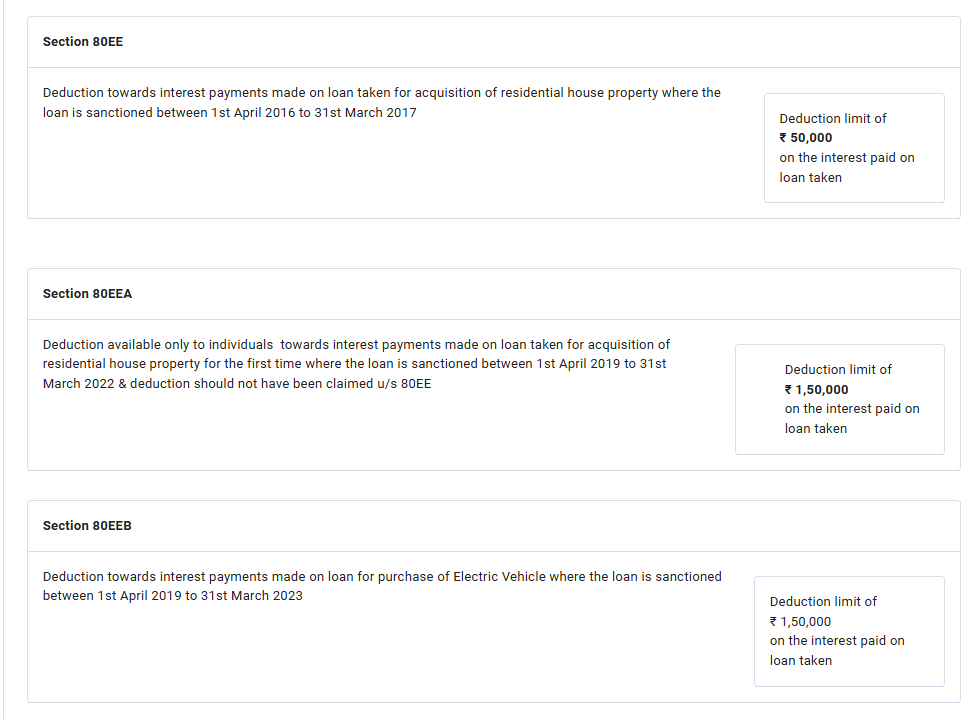 Section 80EE
Deduction towards interest payments made on loan taken for acquisition of residential house property where the
loan is sanctioned between 1st April 2016 to 31st March 2017
Deduction limit of
₹ 50,000
on the interest paid on
loan taken
Section 80EEA
Deduction available only to individuals  towards interest payments made on loan taken for acquisition of
residential house property for the first time where the loan is sanctioned between 1st April 2019 to 31st
March 2022 & deduction should not have been claimed u/s 80EE
Deduction limit of
₹ 1,50,000
on the interest paid on
loan taken
Section 80EEB
Deduction towards interest payments made on loan for purchase of Electric Vehicle where the loan is sanctioned
between 1st April 2019 to 31st March 2023
Deduction limit of
₹ 1,50,000
on the interest paid on
loan taken